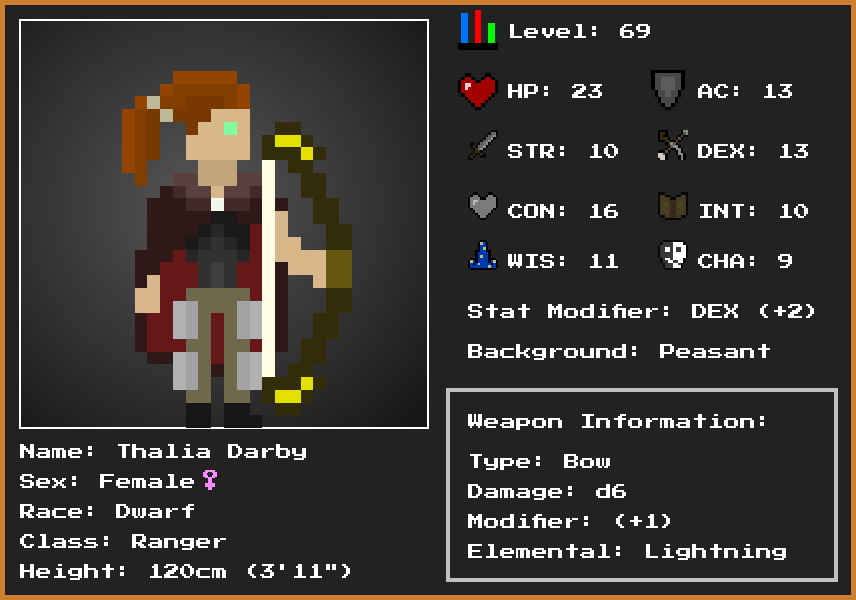 Level: 69
HP: 23 AC: 13
STR: 10 DEX: 13
CON: 16 INT: 10
WIS: 11 CHA: 9
Stat Modifier: DEX (+2)
Background: Peasant
Weapon Information:
Type: Bow
Damage: d6
Modifier: (+1)
Elemental: Lightning
Name: Thalia Darby
Sex: Female♀
Race: Dwarf
Class: Ranger
Height: 120cm (3'11")